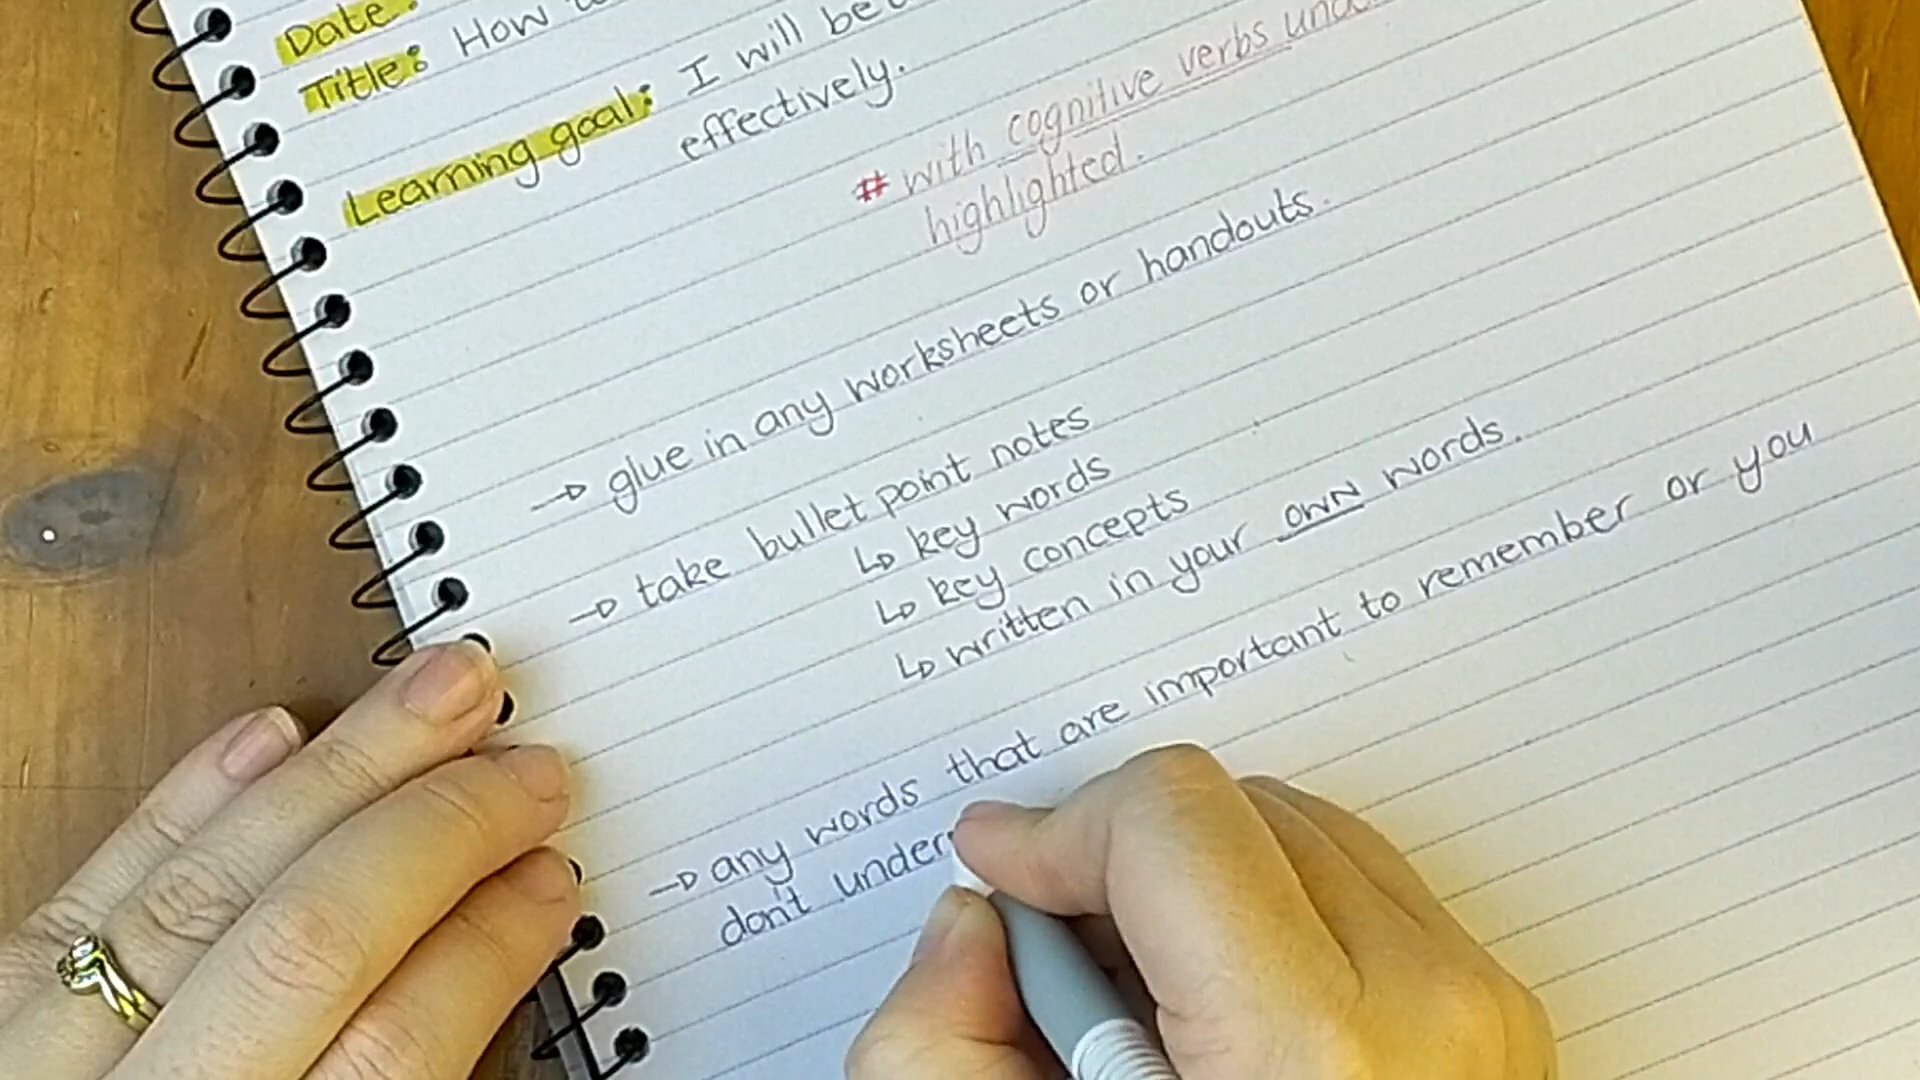 Date:
Title: How
Learning goal: I will be
effectively.
# with cognitive verbs
highlighted.
→ glue in any worksheets or handouts.
→ take bullet point notes
↳ key words
↳ key concepts
↳ written in your own words.
→ any words that are important to remember or you
don't under